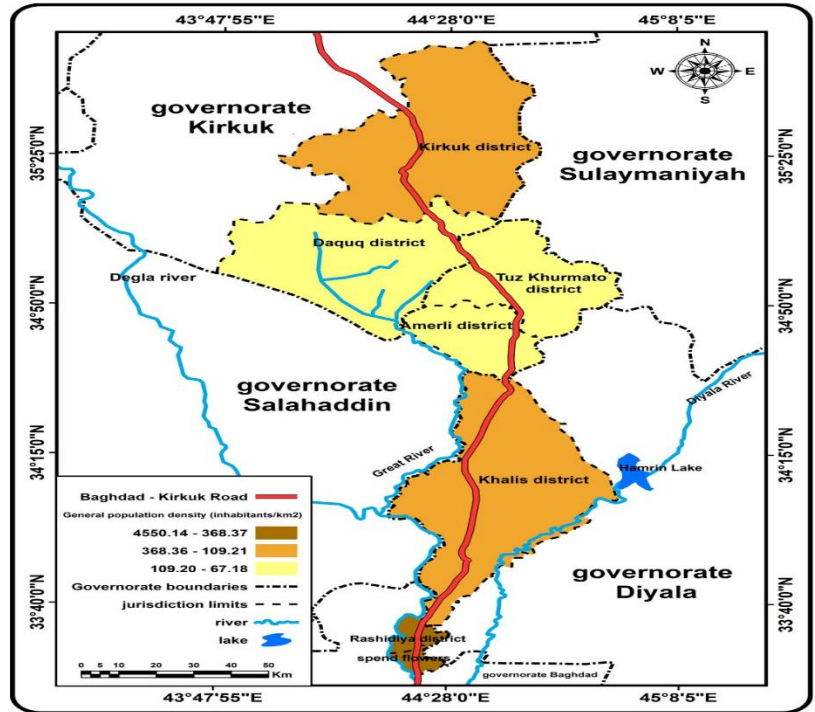 43°47'55"E
44°28'0"E
45°8'5"E
N
W
E
S
governorate
Kirkuk
Kirkuk district
governorate
Sulaymaniyah
35°25'0"N
35°25'0"N
Daquq district
Degla river
Tuz Khurmato
district
34°50'0"N
34°50'0"N
Amerli district
governorate
Salahaddin
Diyala River
Great River
34°15'0"N
34°15'0"N
Hamrin Lake
Khalis district
Baghdad - Kirkuk Road
General population density (inhabitants/km2)
4550.14 - 368.37
368.36 - 109.21
109.20 - 67.18
Governorate boundaries
jurisdiction limits
river
lake
0 5 10 20 30 40 50
Km
governorate
Diyala
33°40'0"N
33°40'0"N
Rashidiya district
spend flowers
governorate Baghdad
43°47'55"E
44°28'0"E
45°8'5"E